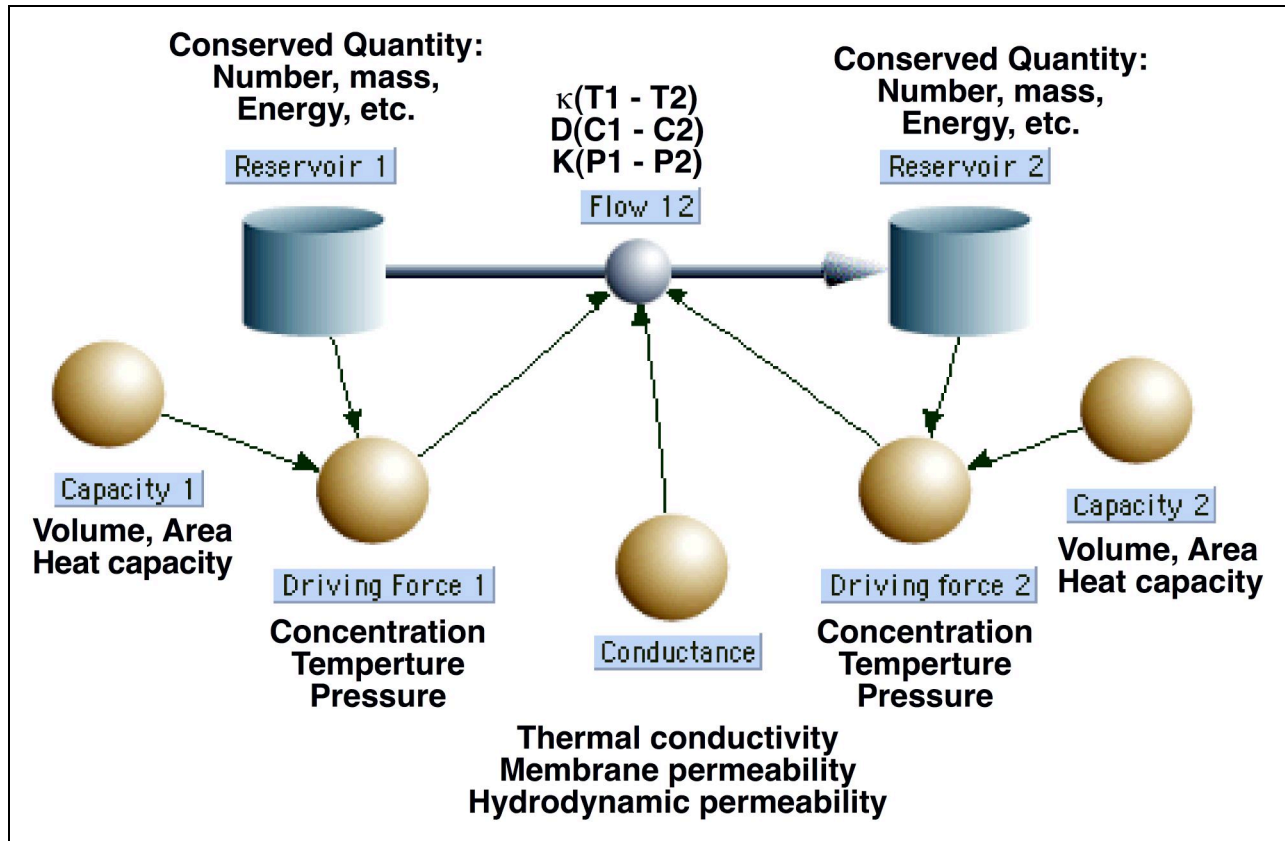 Conserved Quantity:
Number, mass,
Energy, etc.
Reservoir 1
κ(T1 - T2)
D(C1 - C2)
K(P1 - P2)
Flow 12
Conserved Quantity:
Number, mass,
Energy, etc.
Reservoir 2
Capacity 1
Volume, Area
Heat capacity
Driving Force 1
Concentration
Temperture
Pressure
Conductance
Thermal conductivity
Membrane permeability
Hydrodynamic permeability
Driving force 2
Concentration
Temperture
Pressure
Capacity 2
Volume, Area
Heat capacity